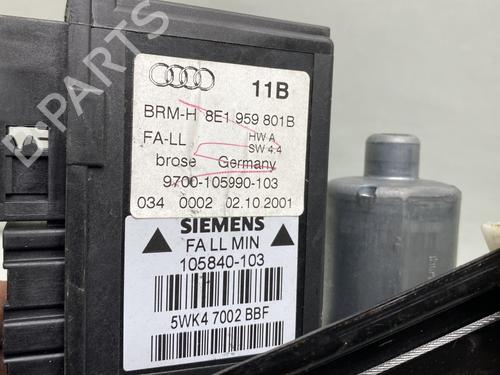 B-PARTS
11B
BRM-H 8E1 959 801B
FA-LL HW A
SW 4.4
brose Germany
9700-105990-103
034 0002 02.10 2001
SIEMENS
FA LL MIN
105840-103
5WK4 7002 BBF